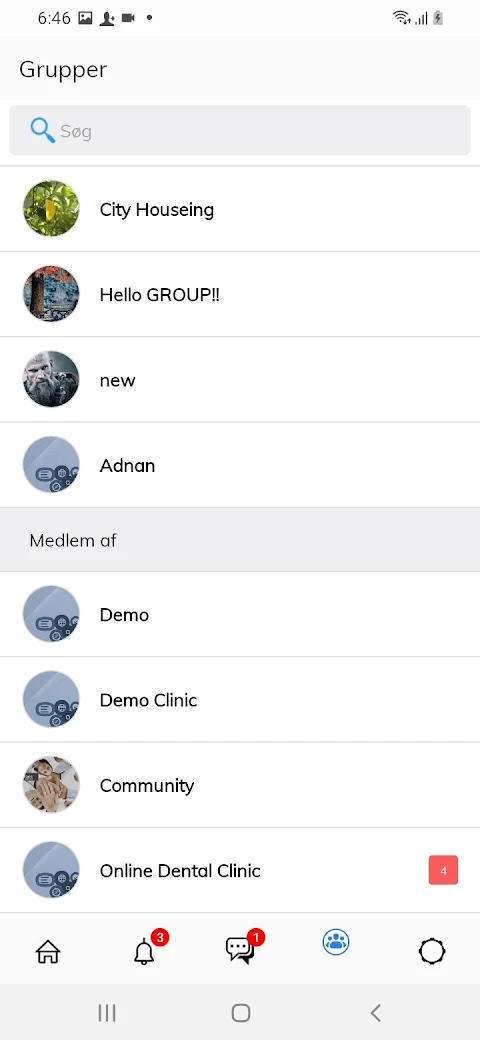 6:46
Grupper
Søg
City Houseing
Hello GROUP!!
new
Adnan
Medlem af
Demo
Demo Clinic
Community
Online Dental Clinic
4
3
1